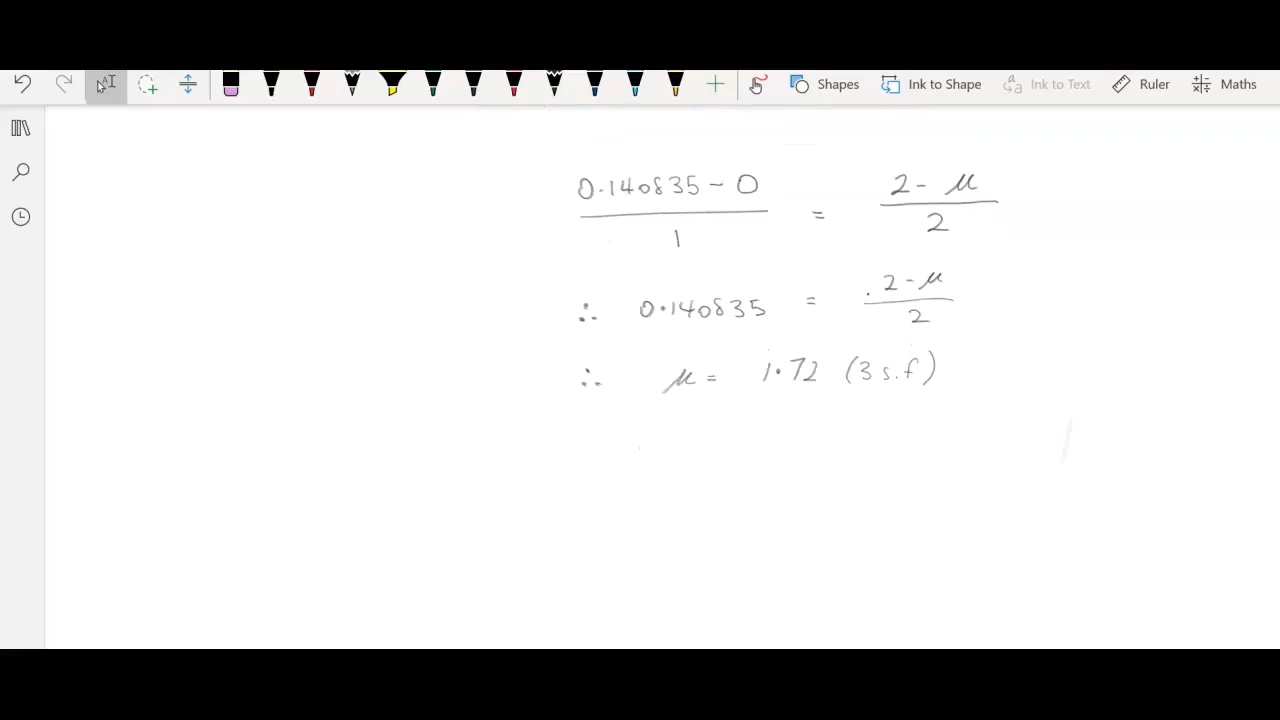 Shapes Ink to Shape Ink to Text Ruler Maths
0.140835 - 0 / 1 = 2 - μ / 2
∴ 0.140835 = 2 - μ / 2
∴ μ = 1.72 (3 s.f)